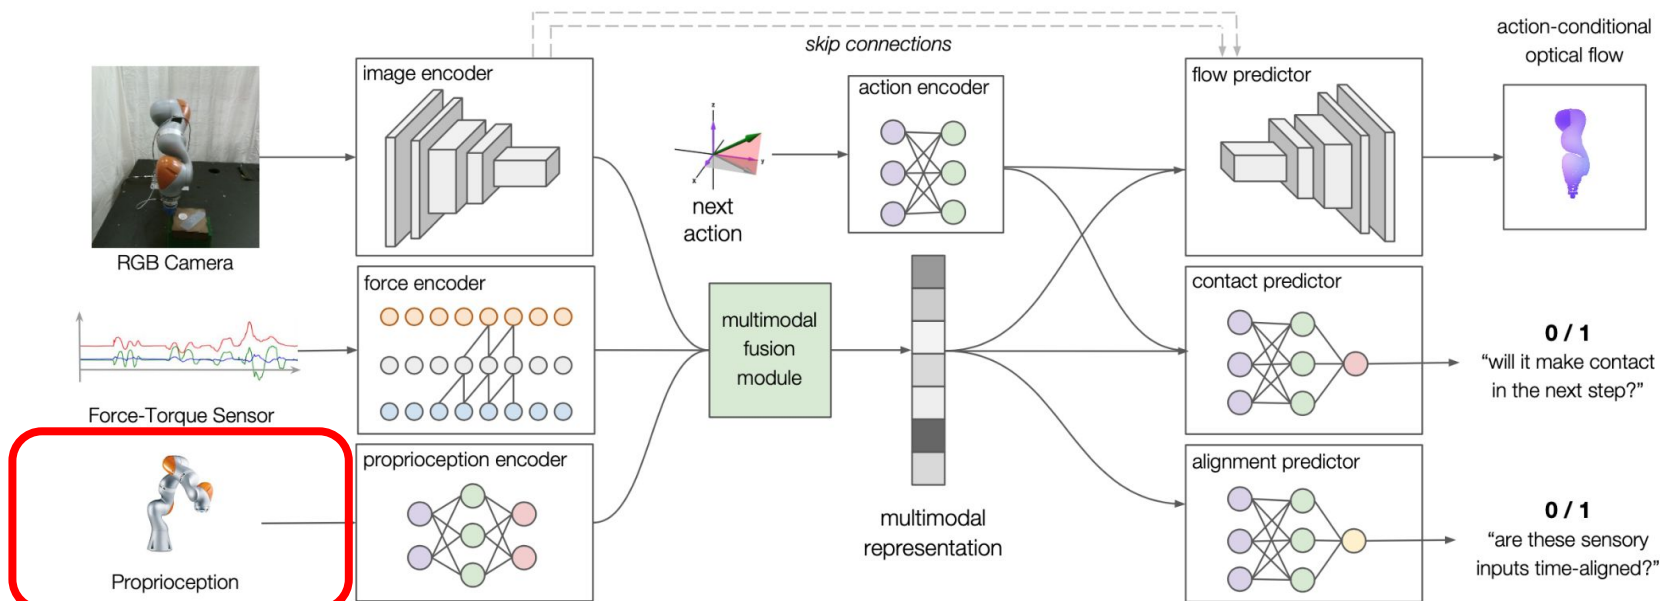 skip connections
action-conditional
optical flow
image encoder
action encoder
flow predictor
z
y
x
next
action
RGB Camera
force encoder
multimodal
fusion
module
contact predictor
0 / 1
“will it make contact
in the next step?”
Force-Torque Sensor
proprioception encoder
Proprioception
multimodal
representation
alignment predictor
0 / 1
“are these sensory
inputs time-aligned?”